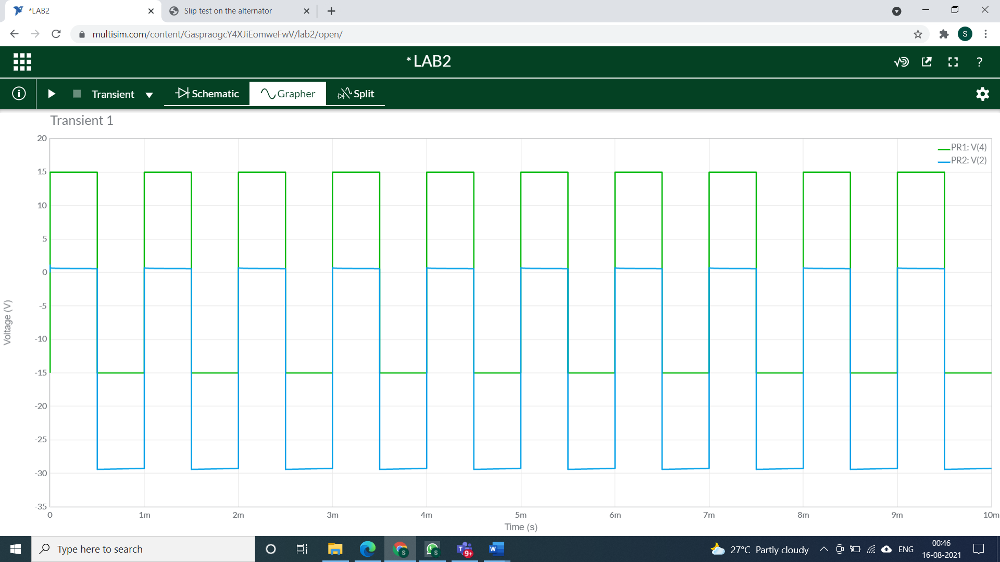 *LAB2
Slip test on the alternator
multisim.com/content/GaspraogcY4XJiEomweFwV/lab2/open/
S
*LAB2
?
Transient
Schematic
Grapher
Split
Transient 1
PR1: V(4)
PR2: V(2)
20
15
10
5
0
-5
-10
-15
-20
-25
-30
-35
Voltage (V)
0 1m 2m 3m 4m 5m 6m 7m 8m 9m 10m
Time (s)
Type here to search
S
S
9+
W
27°C Partly cloudy
ENG
00:46
16-08-2021